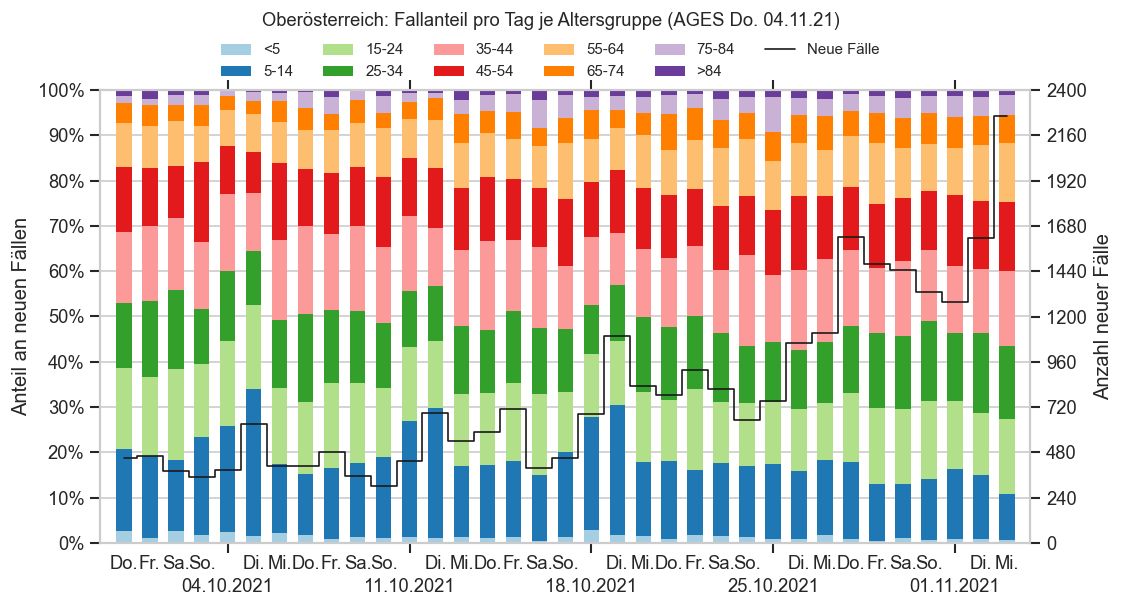 Oberösterreich: Fallanteil pro Tag je Altersgruppe (AGES Do. 04.11.21)
<5 15-24 35-44 55-64 75-84 Neue Fälle
5-14 25-34 45-54 65-74 >84
100% 2400
90% 2160
80% 1920
70% 1680
60% 1440
50% 1200
40% 960
30% 720
20% 480
10% 240
0% 0
Anteil an neuen Fällen
Anzahl neuer Fälle
Do. Fr. Sa. So. Di. Mi. Do. Fr. Sa. So. Di. Mi. Do. Fr. Sa. So. Di. Mi. Do. Fr. Sa. So. Di. Mi. Do. Fr. Sa. So. Di. Mi.
04.10.2021 11.10.2021 18.10.2021 25.10.2021 01.11.2021